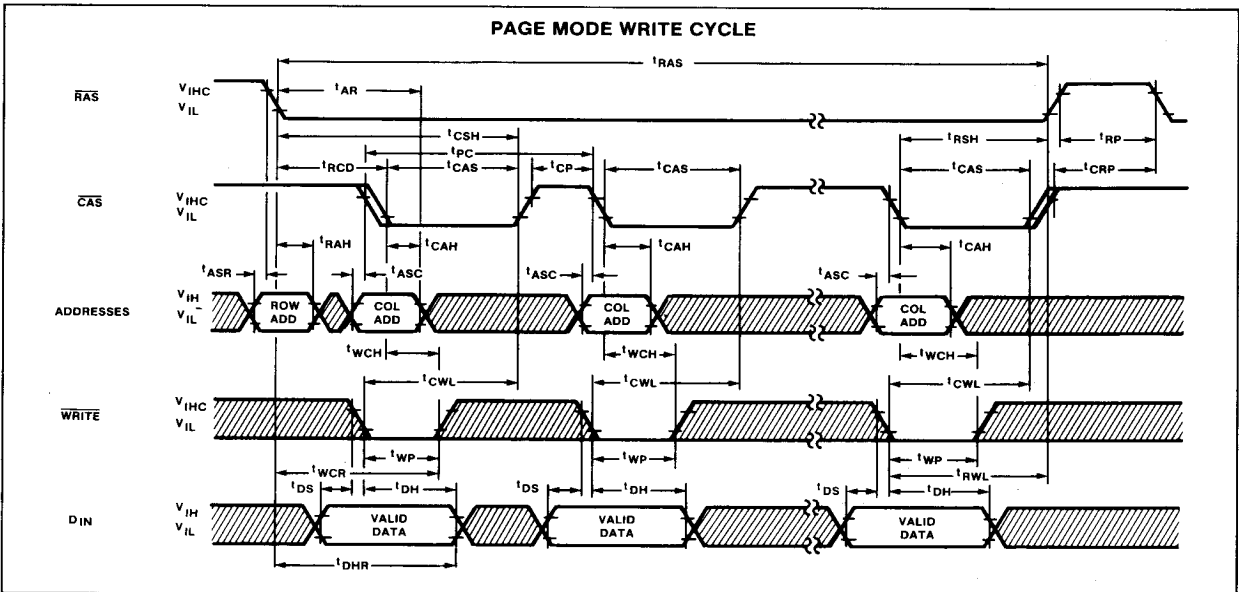 PAGE MODE WRITE CYCLE
tRAS
RAS VIHC
VIL
tAR
tCSH
tRSH
tRP
tPC
tRCD tCAS tCP tCAS tCAS tCRP
CAS VIHC
VIL
tRAH tCAH tCAH tCAH
tASR tASC tASC tASC
ADDRESSES VIH
VIL
ROW ADD
COL ADD
COL ADD
COL ADD
tWCH tWCH tWCH
tCWL tCWL tCWL
WRITE VIHC
VIL
tWP tWP tWP
tWCR tRWL
tDS tDH tDS tDH tDS tDH
DIN VIH
VIL
VALID DATA
VALID DATA
VALID DATA
tDHR